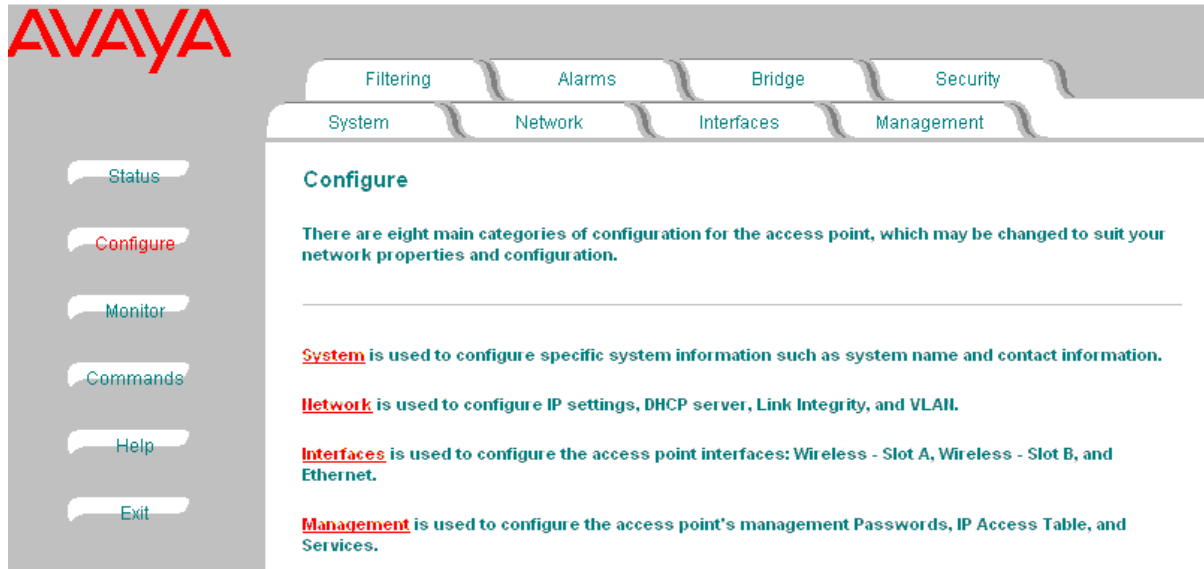 AVAYA
Filtering Alarms Bridge Security
System Network Interfaces Management
Status
Configure
Monitor
Commands
Help
Exit
Configure
There are eight main categories of configuration for the access point, which may be changed to suit your
network properties and configuration.
System is used to configure specific system information such as system name and contact information.
Network is used to configure IP settings, DHCP server, Link Integrity, and VLAN.
Interfaces is used to configure the access point interfaces: Wireless - Slot A, Wireless - Slot B, and
Ethernet.
Management is used to configure the access point's management Passwords, IP Access Table, and
Services.